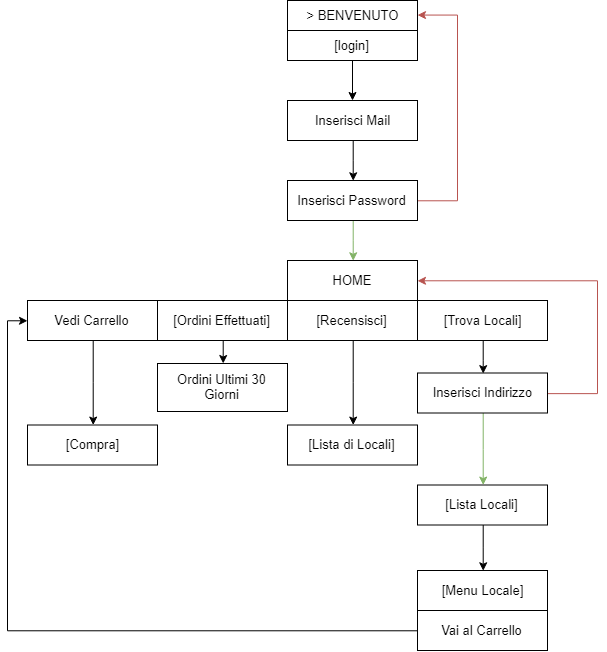 > BENVENUTO
[login]
Inserisci Mail
Inserisci Password
HOME
Vedi Carrello
[Ordini Effettuati]
[Recensisci]
[Trova Locali]
Ordini Ultimi 30
Giorni
Inserisci Indirizzo
[Compra]
[Lista di Locali]
[Lista Locali]
[Menu Locale]
Vai al Carrello